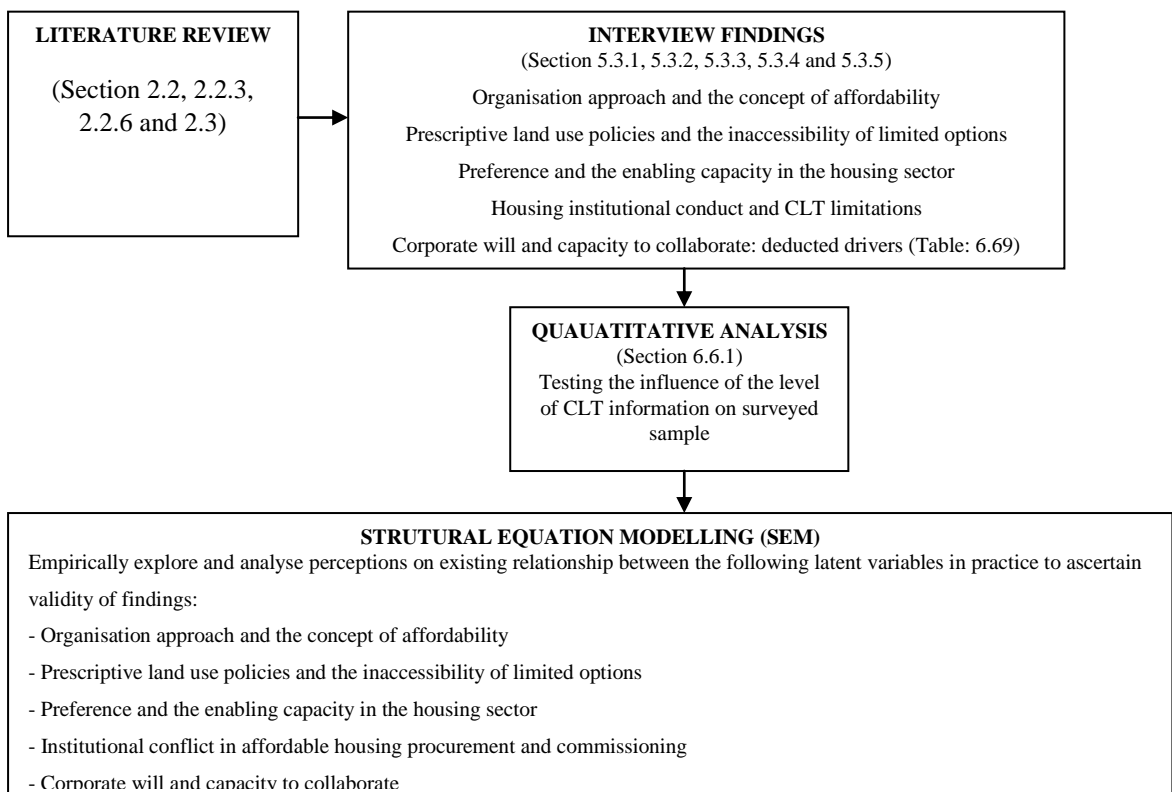 LITERATURE REVIEW
(Section 2.2, 2.2.3,
2.2.6 and 2.3)
INTERVIEW FINDINGS
(Section 5.3.1, 5.3.2, 5.3.3, 5.3.4 and 5.3.5)
Organisation approach and the concept of affordability
Prescriptive land use policies and the inaccessibility of limited options
Preference and the enabling capacity in the housing sector
Housing institutional conduct and CLT limitations
Corporate will and capacity to collaborate: deducted drivers (Table: 6.69)
QUAUATITATIVE ANALYSIS
(Section 6.6.1)
Testing the influence of the level
of CLT information on surveyed
sample
STRUTURAL EQUATION MODELLING (SEM)
Empirically explore and analyse perceptions on existing relationship between the following latent variables in practice to ascertain
validity of findings:
- Organisation approach and the concept of affordability
- Prescriptive land use policies and the inaccessibility of limited options
- Preference and the enabling capacity in the housing sector
- Institutional conflict in affordable housing procurement and commissioning
- Corporate will and capacity to collaborate